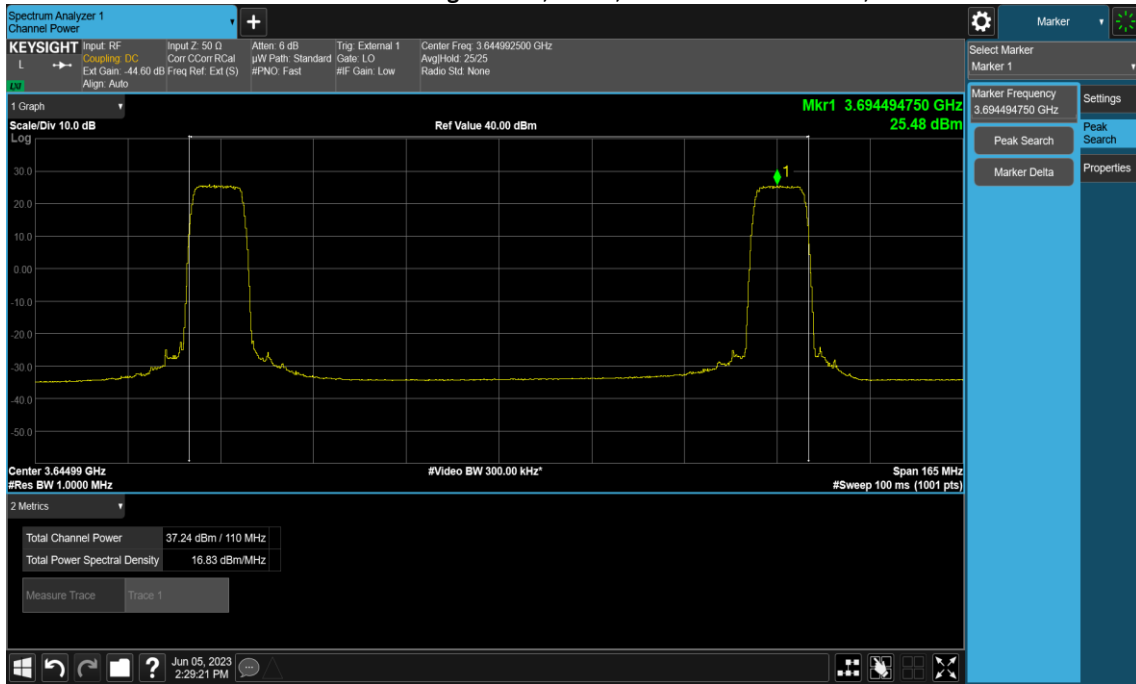 Spectrum Analyzer 1
Channel Power
+
Marker
KEYSIGHT
L
LXI
Input: RF
Coupling: DC
Ext Gain: -44.60 dB
Align: Auto
Input Z: 50 Ω
Corr CCorr RCal
Freq Ref: Ext (S)
Atten: 6 dB
µW Path: Standard
#PNO: Fast
Trig: External 1
Gate: LO
#IF Gain: Low
Center Freq: 3.644992500 GHz
Avg|Hold: 25/25
Radio Std: None
Select Marker
Marker 1
Marker Frequency
3.694494750 GHz
Peak Search
Marker Delta
Settings
Peak
Search
Properties
1 Graph
Scale/Div 10.0 dB
Ref Value 40.00 dBm
Mkr1 3.694494750 GHz
25.48 dBm
Log
1
30.0
20.0
10.0
0.00
-10.0
-20.0
-30.0
-40.0
-50.0
Center 3.64499 GHz
#Video BW 300.00 kHz*
Span 165 MHz
#Res BW 1.0000 MHz
#Sweep 100 ms (1001 pts)
2 Metrics
Total Channel Power 37.24 dBm / 110 MHz
Total Power Spectral Density 16.83 dBm/MHz
Measure Trace Trace 1
?
Jun 05, 2023
2:29:21 PM